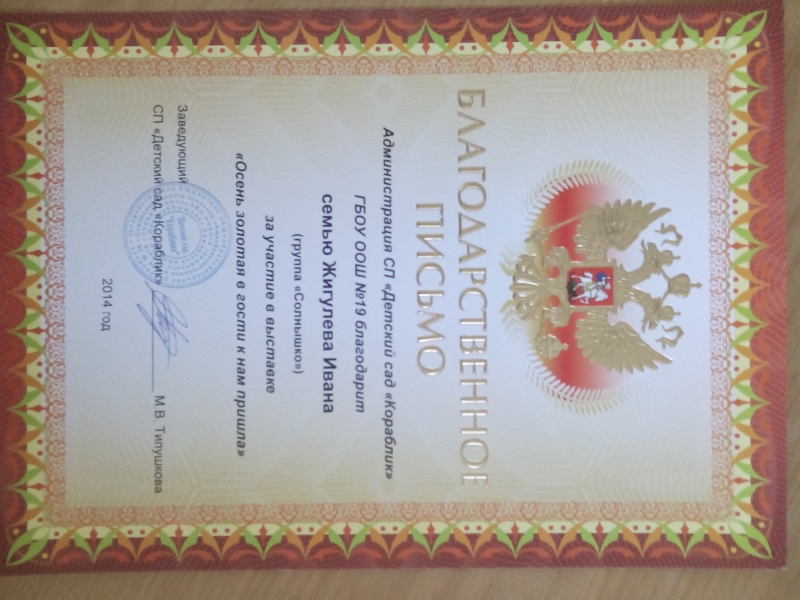 БЛАГОДАРСТВЕННОЕ
ПИСЬМО
Администрация СП «Детский сад «Кораблик»
ГБОУ ООШ №19 благодарит
семью Жигулева Ивана
(группа «Солнышко»)
за участие в выставке
«Осень золотая в гости к нам пришла»
Заведующий
СП «Детский сад «Кораблик» М.В. Типушкова
2014 год